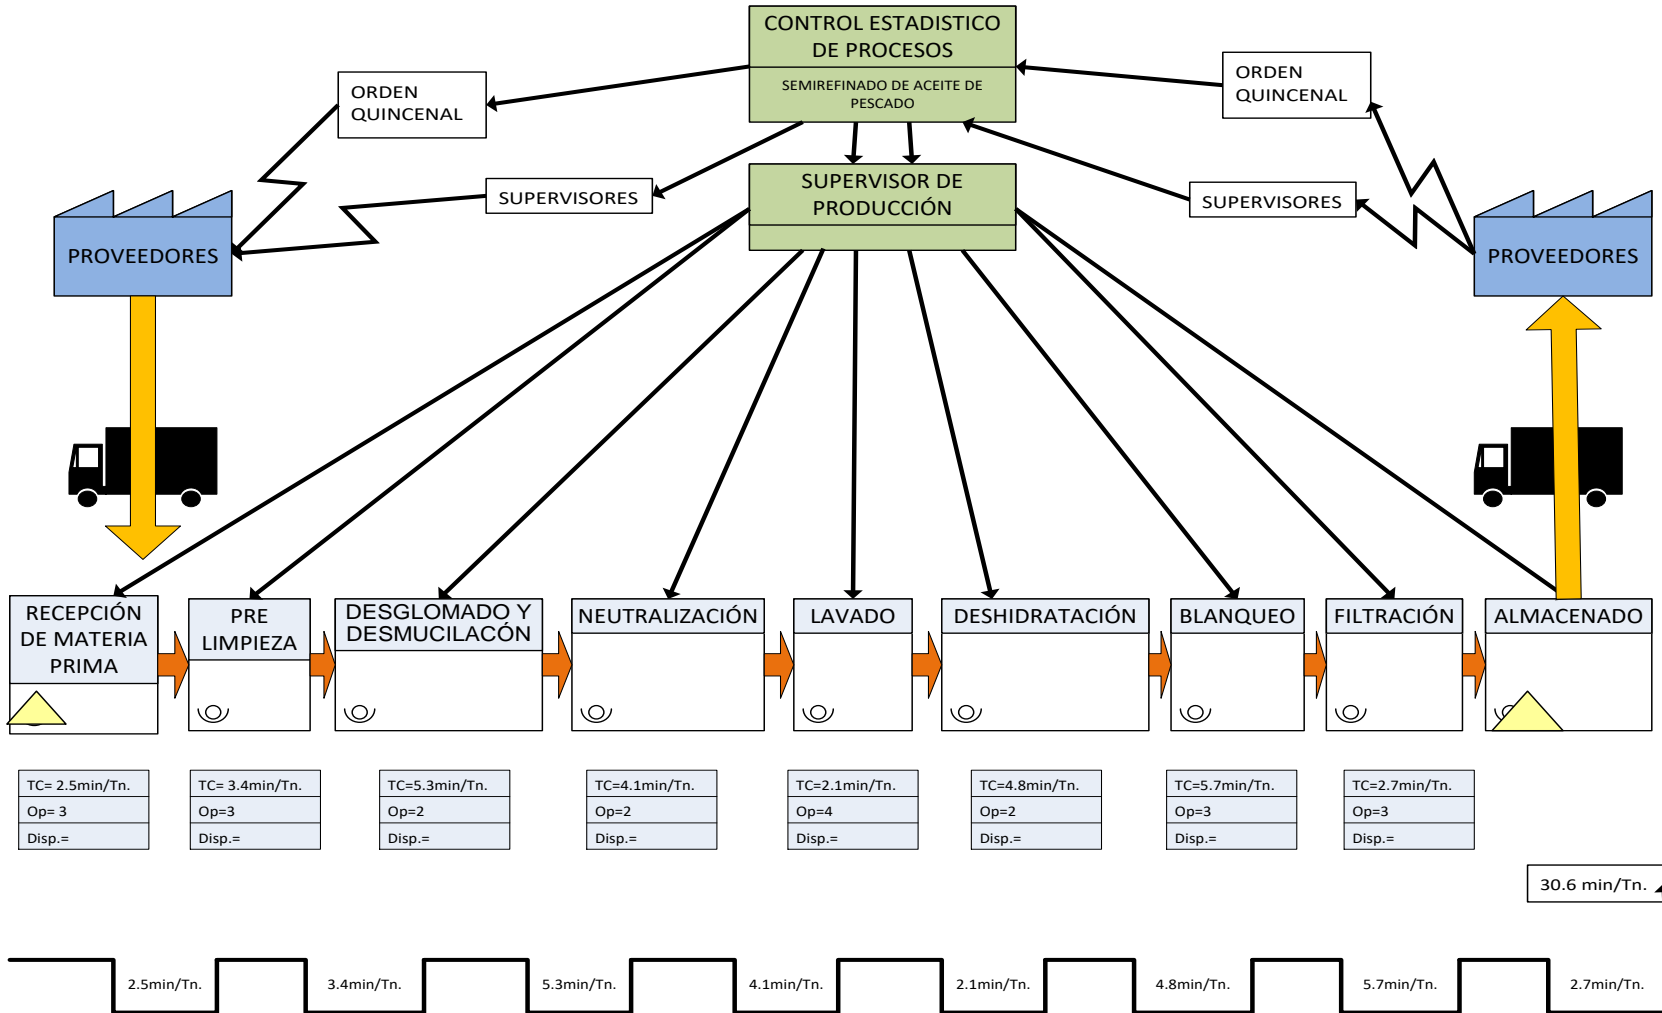 CONTROL ESTADISTICO
DE PROCESOS
SEMIREFINADO DE ACEITE DE
PESCADO
ORDEN
QUINCENAL
ORDEN
QUINCENAL
SUPERVISORES
SUPERVISOR DE
PRODUCCIÓN
SUPERVISORES
PROVEEDORES
PROVEEDORES
RECEPCIÓN
DE MATERIA
PRIMA
PRE
LIMPIEZA
DESGLOMADO Y
DESMUCILACÓN
NEUTRALIZACIÓN
LAVADO
DESHIDRATACIÓN
BLANQUEO
FILTRACIÓN
ALMACENADO
TC= 2.5min/Tn.
Op= 3
Disp.=
TC= 3.4min/Tn.
Op=3
Disp.=
TC=5.3min/Tn.
Op=2
Disp.=
TC=4.1min/Tn.
Op=2
Disp.=
TC=2.1min/Tn.
Op=4
Disp.=
TC=4.8min/Tn.
Op=2
Disp.=
TC=5.7min/Tn.
Op=3
Disp.=
TC=2.7min/Tn.
Op=3
Disp.=
30.6 min/Tn.
2.5min/Tn.
3.4min/Tn.
5.3min/Tn.
4.1min/Tn.
2.1min/Tn.
4.8min/Tn.
5.7min/Tn.
2.7min/Tn.